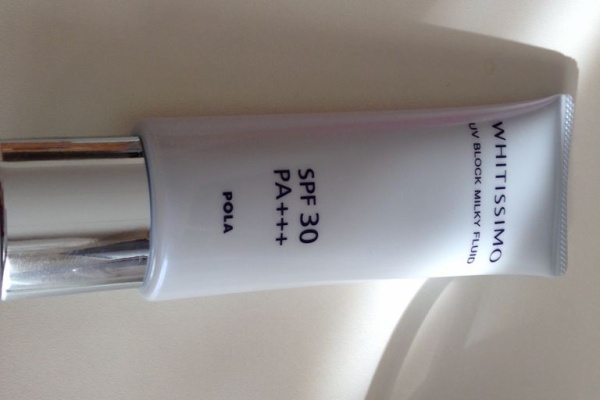 WHITISSIMO
UV BLOCK MILKY FLUID
SPF 30
PA+++
POLA